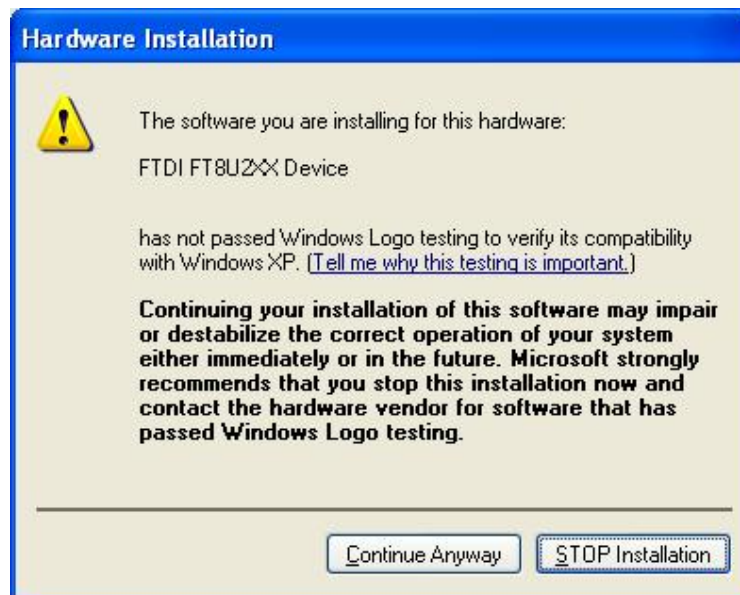 Hardware Installation
The software you are installing for this hardware:
FTDI FT8U2XX Device
has not passed Windows Logo testing to verify its compatibility
with Windows XP. (Tell me why this testing is important.)
Continuing your installation of this software may impair
or destabilize the correct operation of your system
either immediately or in the future. Microsoft strongly
recommends that you stop this installation now and
contact the hardware vendor for software that has
passed Windows Logo testing.
Continue Anyway
STOP Installation